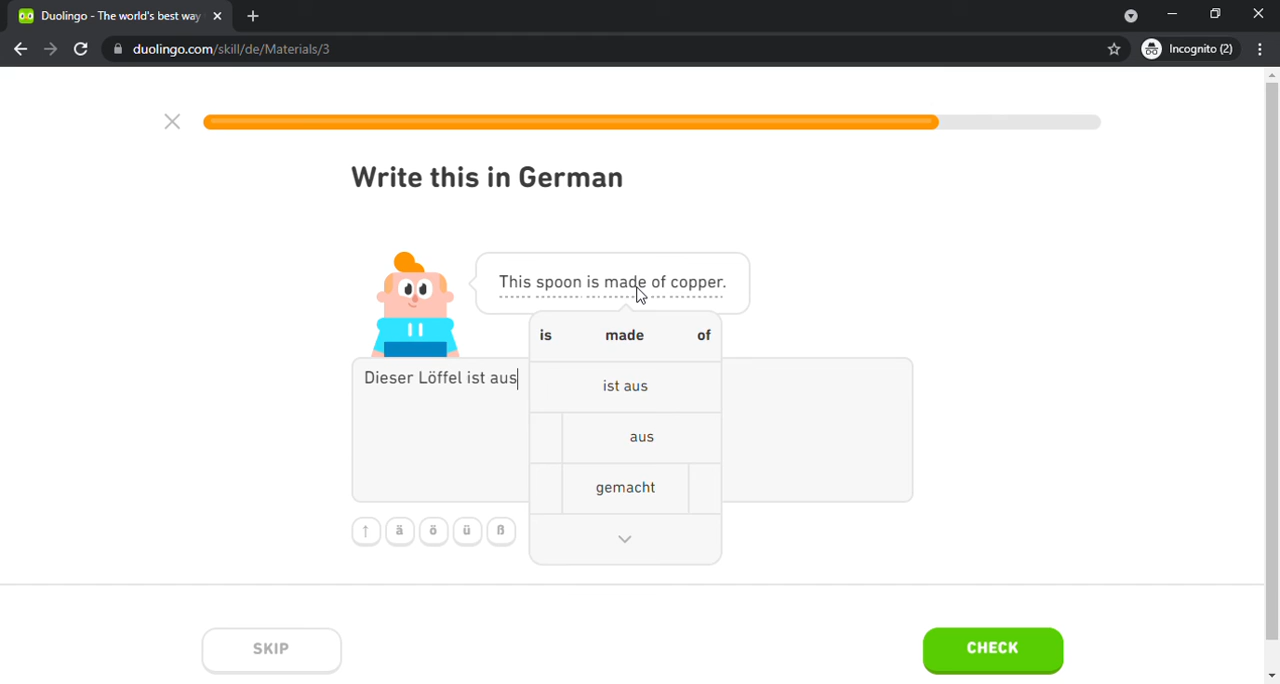 Duolingo - The world's best way
duolingo.com/skill/de/Materials/3
Incognito (2)
Write this in German
This spoon is made of copper.
is made of
Dieser Löffel ist aus
ist aus
aus
gemacht
↑ ä ö ü ß
SKIP
CHECK